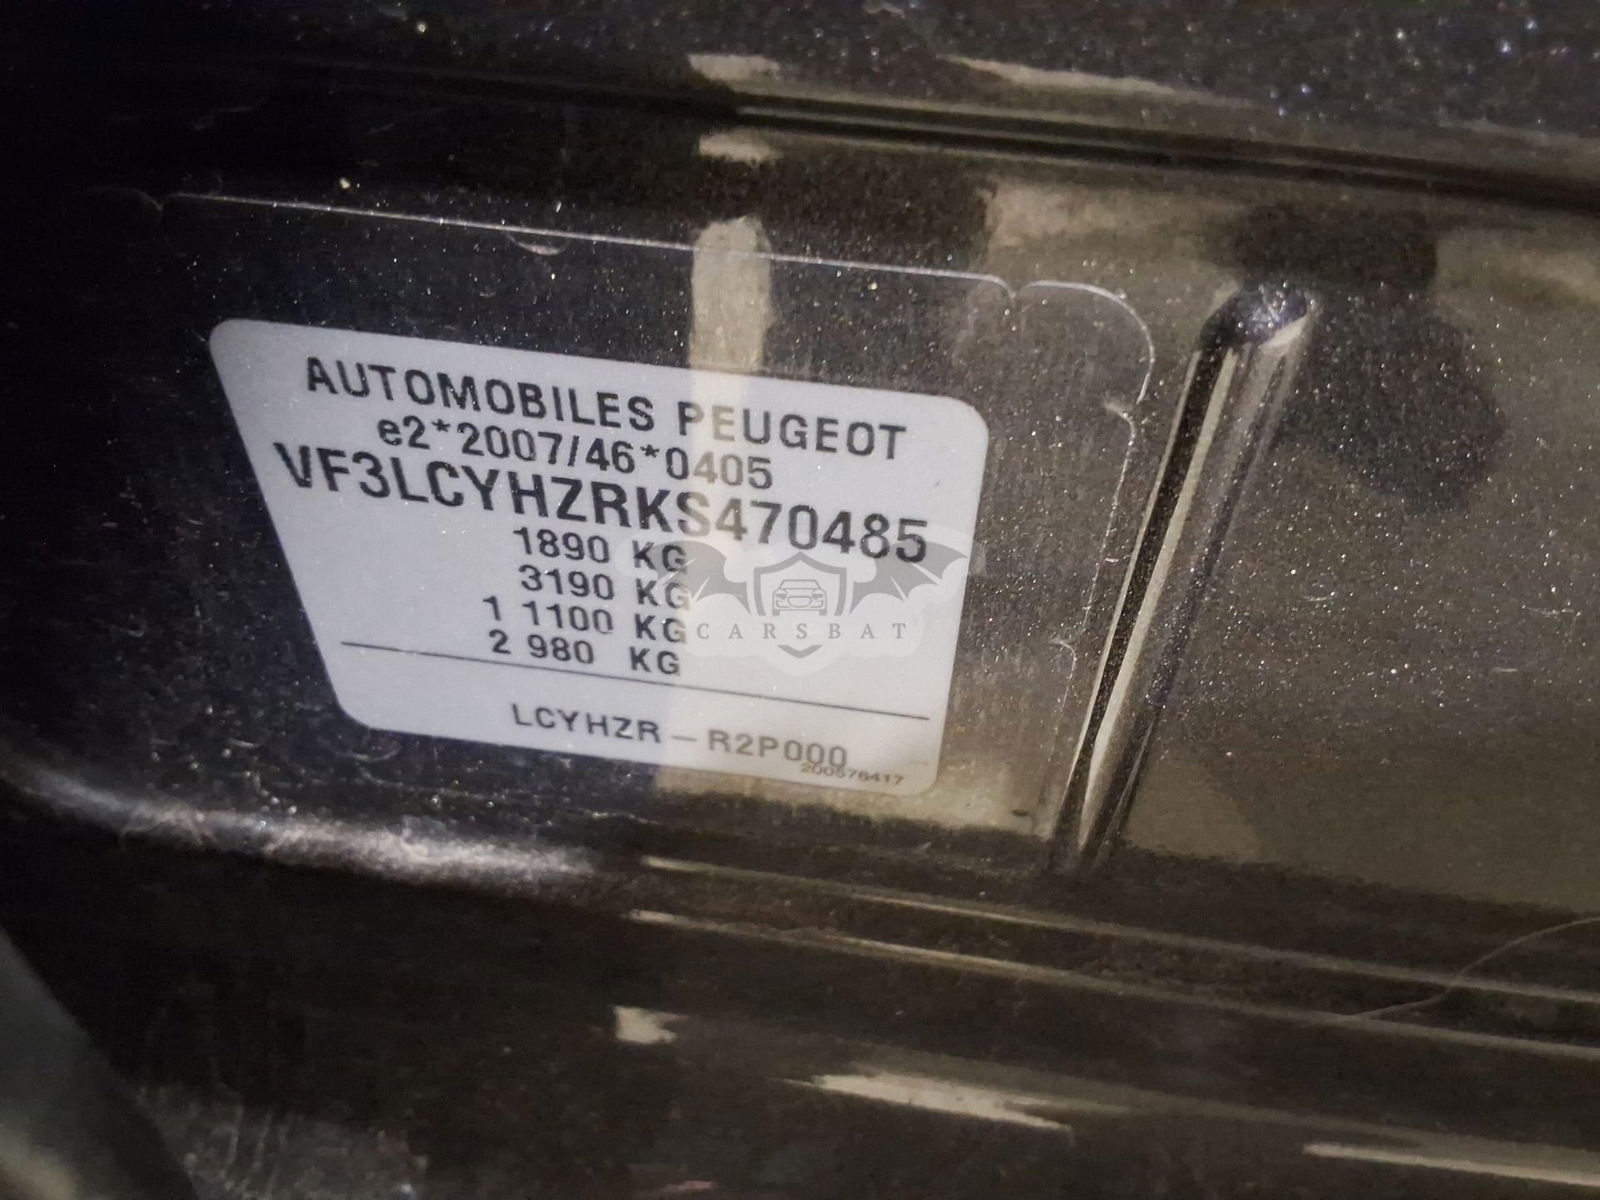 AUTOMOBILES PEUGEOT
e2*2007/46*0405
VF3LCYHZRKS470485
1890 KG
3190 KG
1 1100 KG
2 980 KG
LCYHZR – R2P000
200576417
CARSBAT